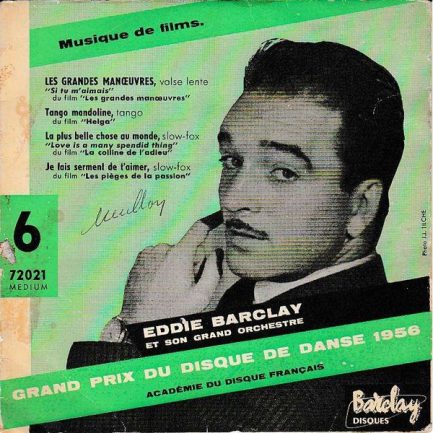 Musique de films.
LES GRANDES MANŒUVRES, valse lente
"Si tu m'aimais"
du film "Les grandes manœuvres"
Tango mandoline, tango
du film "Helga"
La plus belle chose au monde, slow-fox
"Love is a many spendid thing"
du film "La colline de l'adieu"
Je fais serment de t'aimer, slow-fox
du film "Les pièges de la passion"
6
72021
MEDIUM
Photo J.J. TILCHÉ
EDDIE BARCLAY
ET SON GRAND ORCHESTRE
GRAND PRIX DU DISQUE DE DANSE 1956
ACADÉMIE DU DISQUE FRANÇAIS
Barclay
DISQUES